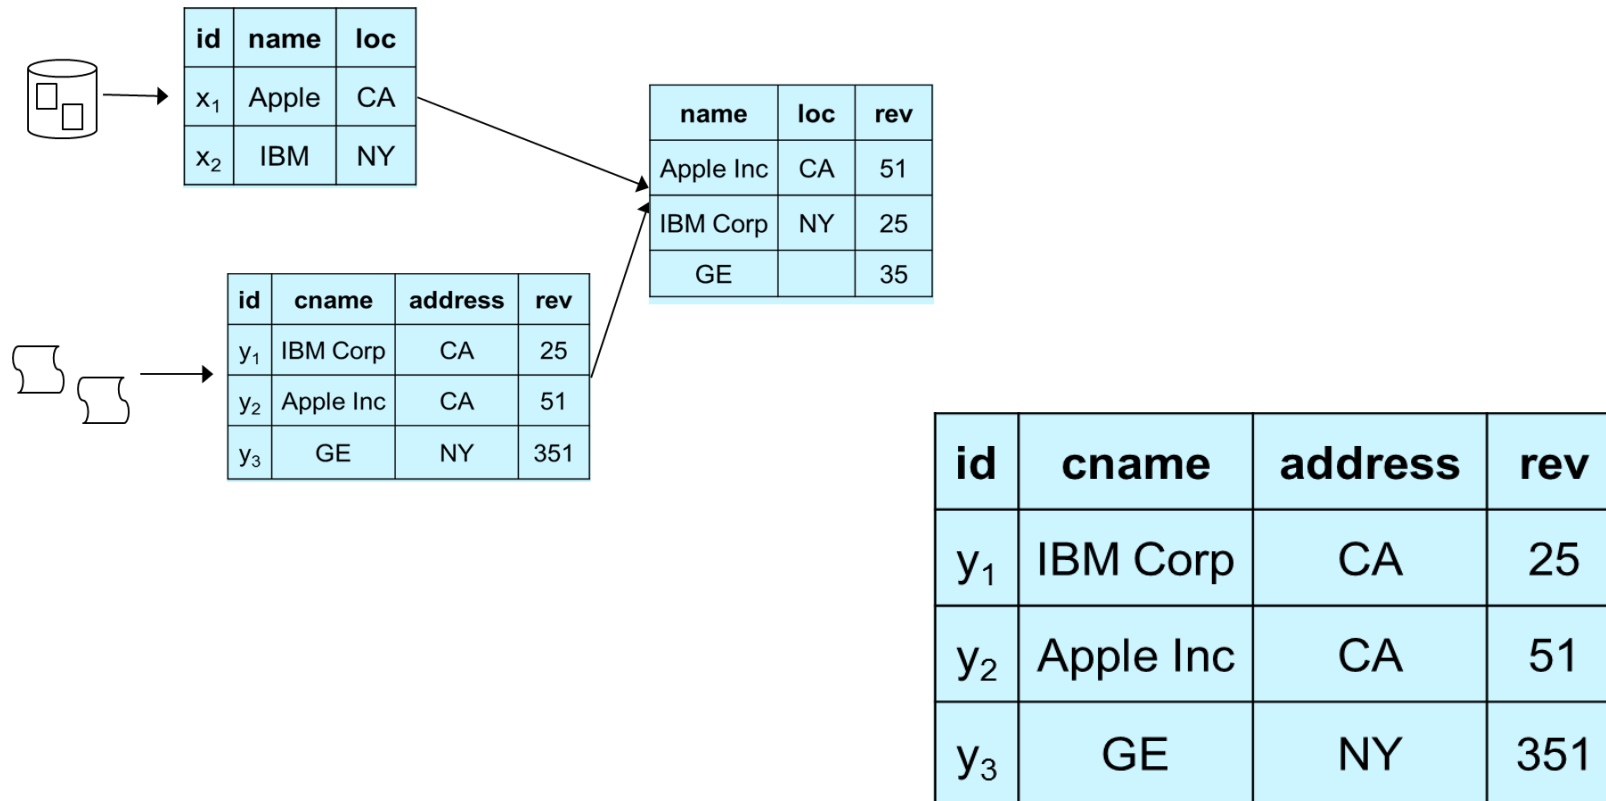 id name loc
x₁ Apple CA
x₂ IBM NY
name loc rev
Apple Inc CA 51
IBM Corp NY 25
GE 35
id cname address rev
y₁ IBM Corp CA 25
y₂ Apple Inc CA 51
y₃ GE NY 351
id cname address rev
y₁ IBM Corp CA 25
y₂ Apple Inc CA 51
y₃ GE NY 351